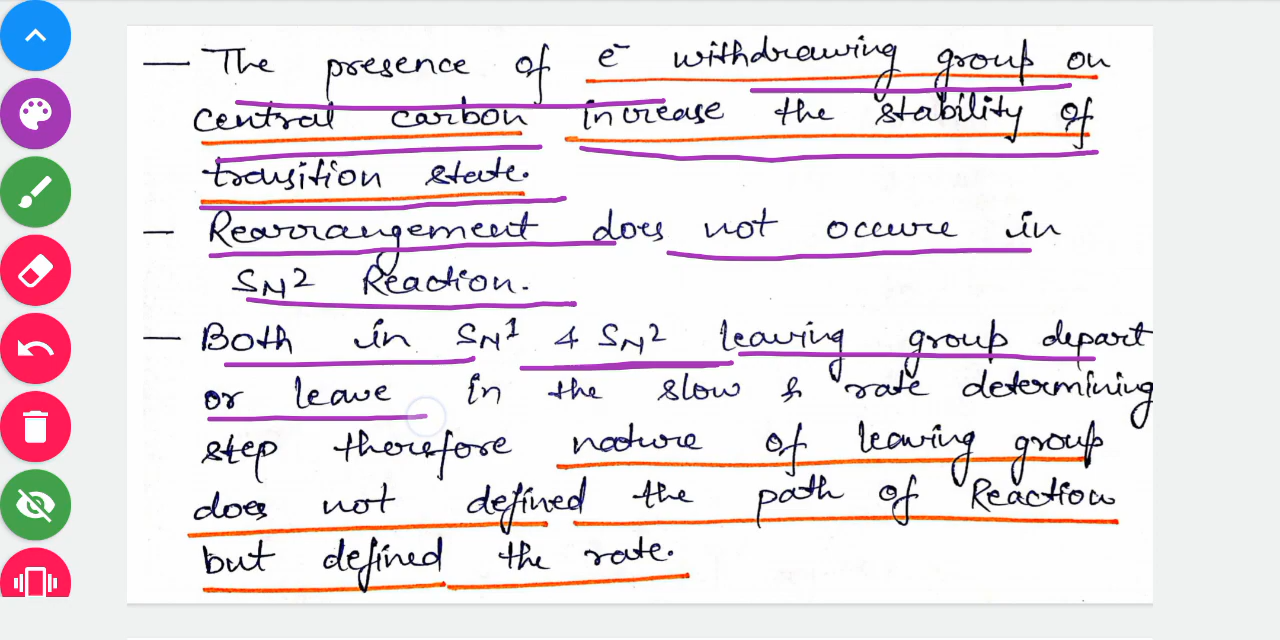 — The presence of e⁻ withdrawing group on
central carbon increase the stability of
transition state.
— Rearrangement does not occure in
SN2 Reaction.
— Both in SN1 & SN2 leaving group depart
or leave in the slow & rate determining
step therefore nature of leaving group
does not defined the path of Reaction
but defined the rate.